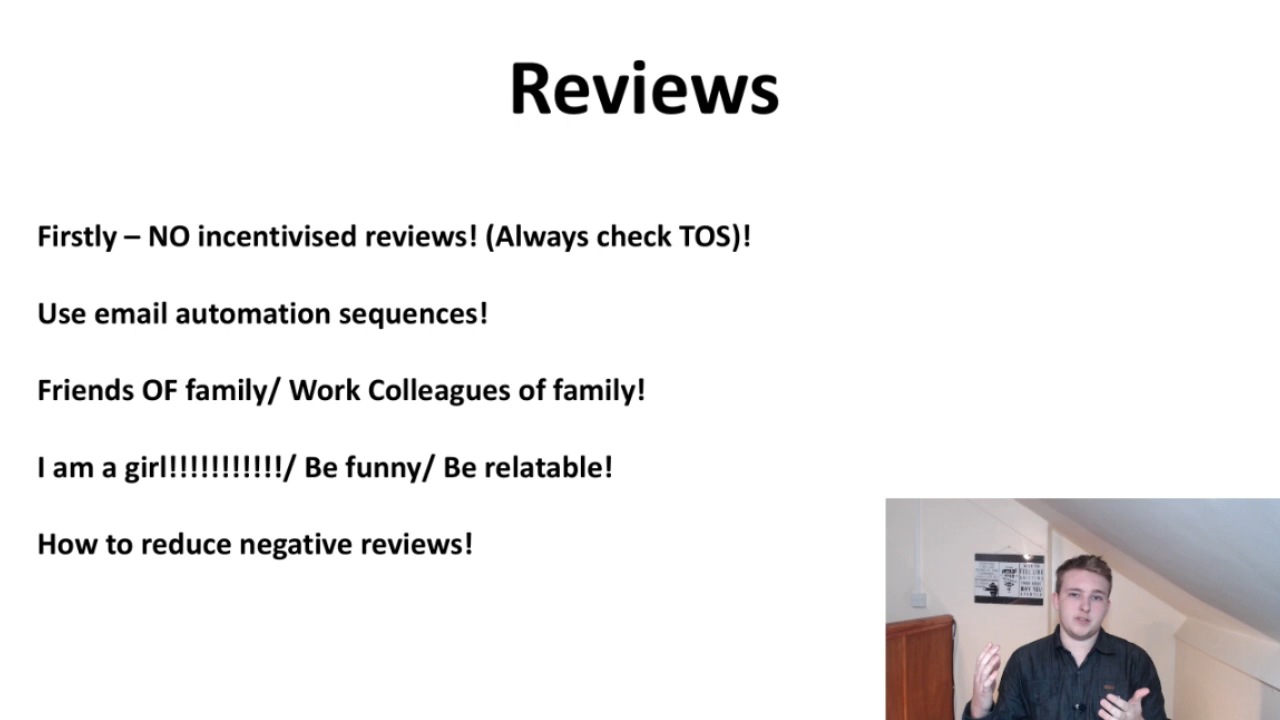 Reviews
Firstly – NO incentivised reviews! (Always check TOS)!
Use email automation sequences!
Friends OF family/ Work Colleagues of family!
I am a girl!!!!!!!!!!!/ Be funny/ Be relatable!
How to reduce negative reviews!